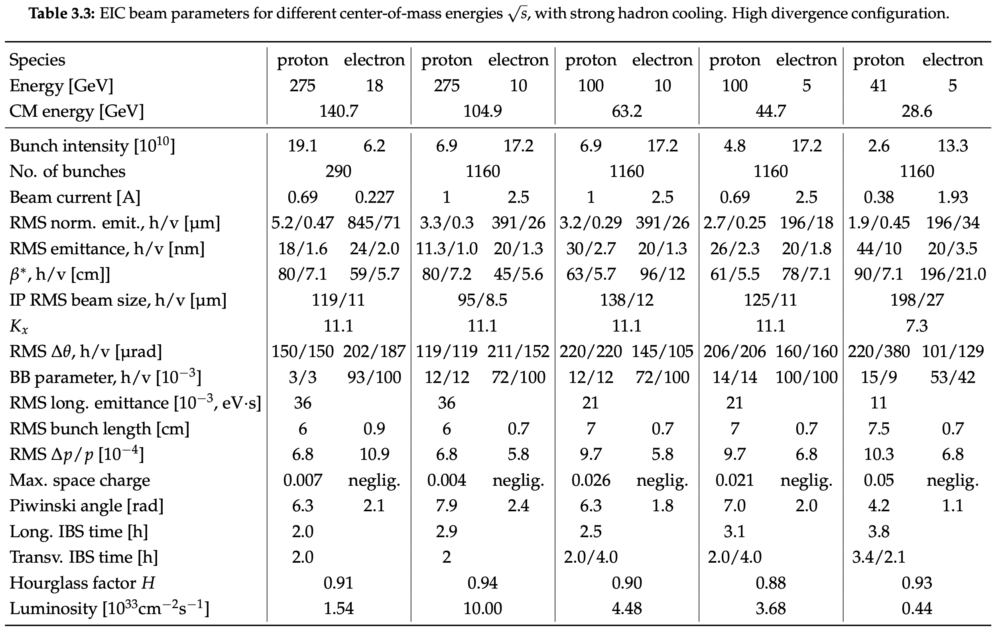 Table 3.3: EIC beam parameters for different center-of-mass energies √s, with strong hadron cooling. High divergence configuration.
Species proton electron proton electron proton electron proton electron proton electron
Energy [GeV] 275 18 275 10 100 10 100 5 41 5
CM energy [GeV] 140.7 104.9 63.2 44.7 28.6
Bunch intensity [10¹⁰] 19.1 6.2 6.9 17.2 6.9 17.2 4.8 17.2 2.6 13.3
No. of bunches 290 1160 1160 1160 1160
Beam current [A] 0.69 0.227 1 2.5 1 2.5 0.69 2.5 0.38 1.93
RMS norm. emit., h/v [µm] 5.2/0.47 845/71 3.3/0.3 391/26 3.2/0.29 391/26 2.7/0.25 196/18 1.9/0.45 196/34
RMS emittance, h/v [nm] 18/1.6 24/2.0 11.3/1.0 20/1.3 30/2.7 20/1.3 26/2.3 20/1.8 44/10 20/3.5
β*, h/v [cm]] 80/7.1 59/5.7 80/7.2 45/5.6 63/5.7 96/12 61/5.5 78/7.1 90/7.1 196/21.0
IP RMS beam size, h/v [µm] 119/11 95/8.5 138/12 125/11 198/27
Kₓ 11.1 11.1 11.1 11.1 7.3
RMS Δθ, h/v [µrad] 150/150 202/187 119/119 211/152 220/220 145/105 206/206 160/160 220/380 101/129
BB parameter, h/v [10⁻³] 3/3 93/100 12/12 72/100 12/12 72/100 14/14 100/100 15/9 53/42
RMS long. emittance [10⁻³, eV·s] 36 36 21 21 11
RMS bunch length [cm] 6 0.9 6 0.7 7 0.7 7 0.7 7.5 0.7
RMS Δp/p [10⁻⁴] 6.8 10.9 6.8 5.8 9.7 5.8 9.7 6.8 10.3 6.8
Max. space charge 0.007 neglig. 0.004 neglig. 0.026 neglig. 0.021 neglig. 0.05 neglig.
Piwinski angle [rad] 6.3 2.1 7.9 2.4 6.3 1.8 7.0 2.0 4.2 1.1
Long. IBS time [h] 2.0 2.9 2.5 3.1 3.8
Transv. IBS time [h] 2.0 2 2.0/4.0 2.0/4.0 3.4/2.1
Hourglass factor H 0.91 0.94 0.90 0.88 0.93
Luminosity [10³³cm⁻²s⁻¹] 1.54 10.00 4.48 3.68 0.44